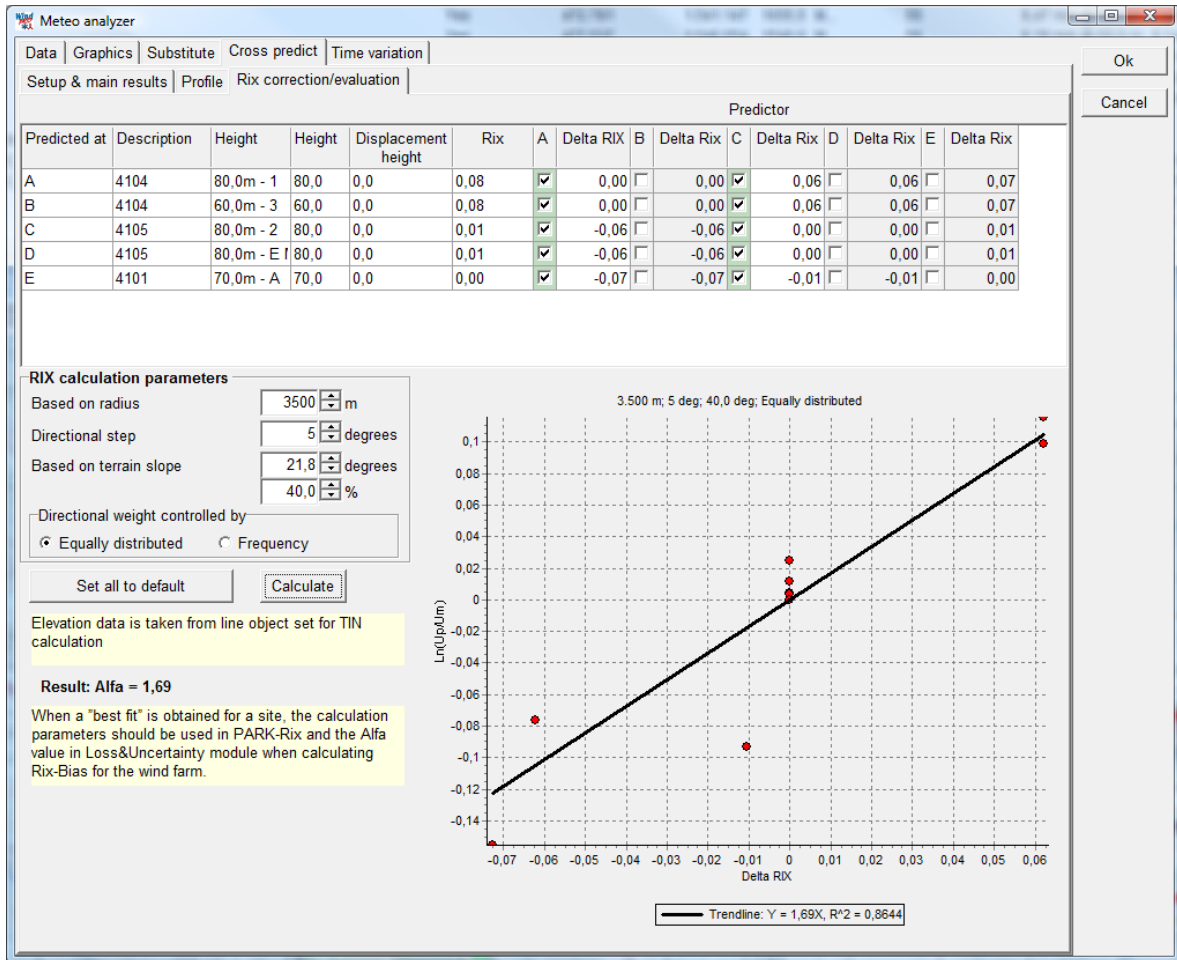 Meteo analyzer
Data Graphics Substitute Cross predict Time variation
Ok
Setup & main results Profile Rix correction/evaluation
Cancel
Predictor
Predicted at Description Height Height Displacement height Rix A Delta RIX B Delta Rix C Delta Rix D Delta Rix E Delta Rix
A 4104 80,0m - 1 80,0 0,0 0,08 0,00 0,00 0,06 0,06 0,07
B 4104 60,0m - 3 60,0 0,0 0,08 0,00 0,00 0,06 0,06 0,07
C 4105 80,0m - 2 80,0 0,0 0,01 -0,06 -0,06 0,00 0,00 0,01
D 4105 80,0m - E 80,0 0,0 0,01 -0,06 -0,06 0,00 0,00 0,01
E 4101 70,0m - A 70,0 0,0 0,00 -0,07 -0,07 -0,01 -0,01 0,00
RIX calculation parameters
Based on radius 3500 m
Directional step 5 degrees
Based on terrain slope 21,8 degrees
40,0 %
Directional weight controlled by
Equally distributed Frequency
Set all to default Calculate
Elevation data is taken from line object set for TIN
calculation
Result: Alfa = 1,69
When a "best fit" is obtained for a site, the calculation
parameters should be used in PARK-Rix and the Alfa
value in Loss&Uncertainty module when calculating
Rix-Bias for the wind farm.
3.500 m; 5 deg; 40,0 deg; Equally distributed
0,1
0,08
0,06
0,04
0,02
0
-0,02
-0,04
-0,06
-0,08
-0,1
-0,12
-0,14
Ln(Up/Um)
-0,07 -0,06 -0,05 -0,04 -0,03 -0,02 -0,01 0 0,01 0,02 0,03 0,04 0,05 0,06
Delta RIX
Trendline: Y = 1,69X, R^2 = 0,8644